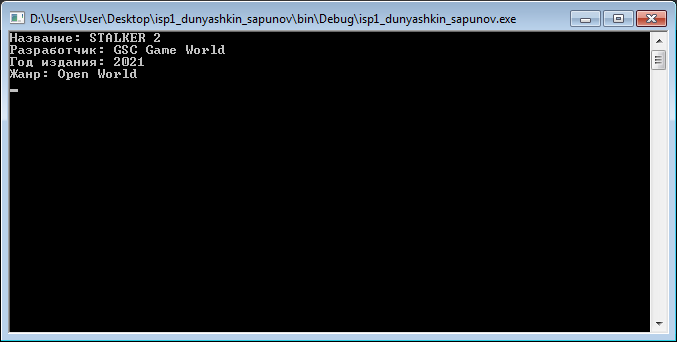 D:\Users\User\Desktop\isp1_dunyashkin_sapunov\bin\Debug\isp1_dunyashkin_sapunov.exe
Название: STALKER 2
Разработчик: GSC Game World
Год издания: 2021
Жанр: Open World